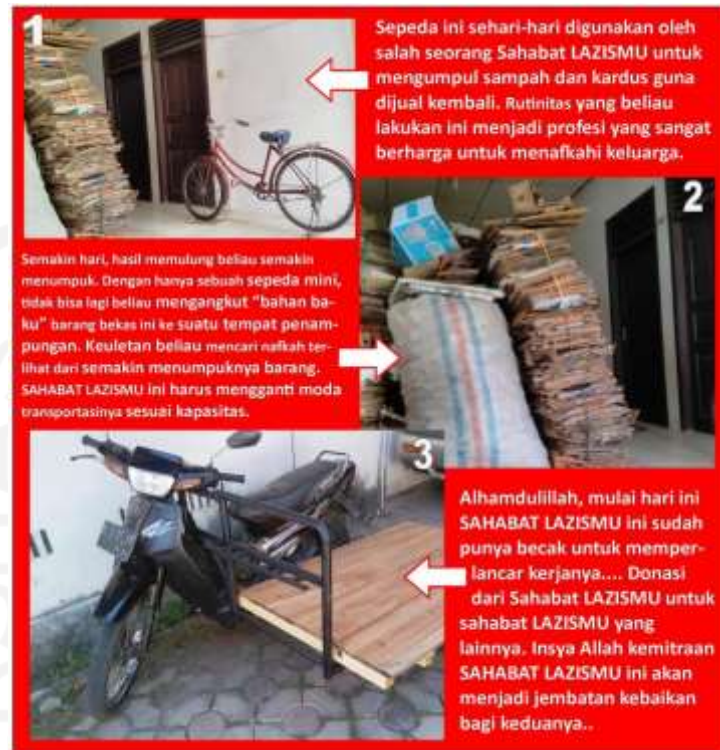 1
Sepeda ini sehari-hari digunakan oleh
salah seorang Sahabat LAZISMU untuk
mengumpul sampah dan kardus guna
dijual kembali. Rutinitas yang beliau
lakukan ini menjadi profesi yang sangat
berharga untuk menafkahi keluarga.
2
Semakin hari, hasil memulung beliau semakin
menumpuk. Dengan hanya sebuah sepeda mini,
tidak bisa lagi beliau mengangkut "bahan ba-
ku" barang bekas ini ke suatu tempat penam-
pungan. Keuletan beliau mencari nafkah ter-
lihat dari semakin menumpuknya barang.
SAHABAT LAZISMU ini harus mengganti moda
transportasinya sesuai kapasitas.
3
Alhamdulillah, mulai hari ini
SAHABAT LAZISMU ini sudah
punya becak untuk memper-
lancar kerjanya.... Donasi
dari Sahabat LAZISMU untuk
sahabat LAZISMU yang
lainnya. Insya Allah kemitraan
SAHABAT LAZISMU ini akan
menjadi jembatan kebaikan
bagi keduanya..